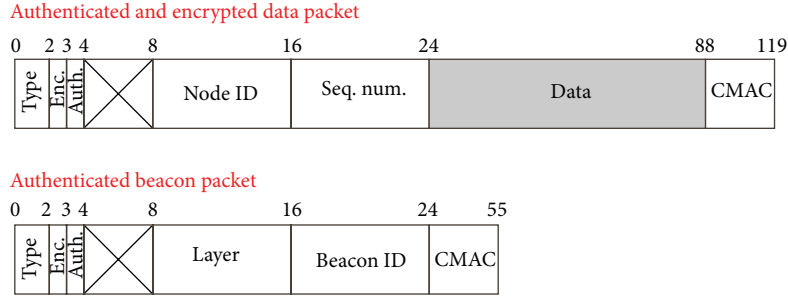 Authenticated and encrypted data packet
0 2 3 4 8 16 24 88 119
Type Enc. Auth. Node ID Seq. num. Data CMAC
Authenticated beacon packet
0 2 3 4 8 16 24 55
Type Enc. Auth. Layer Beacon ID CMAC